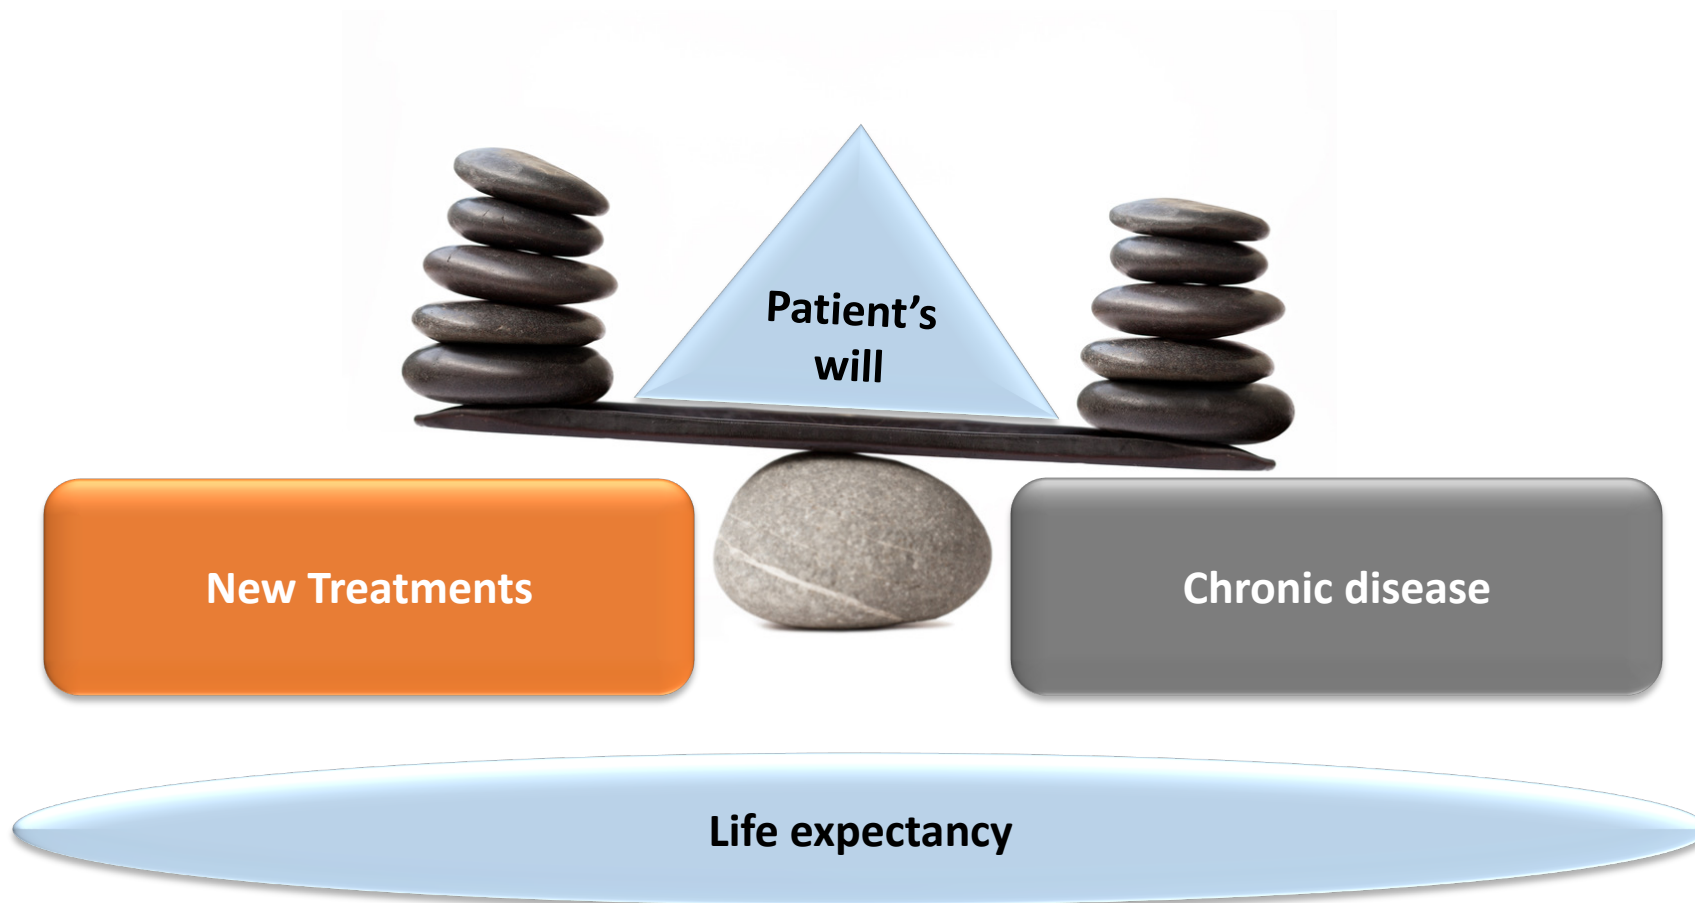 Patient’s
will
New Treatments
Chronic disease
Life expectancy